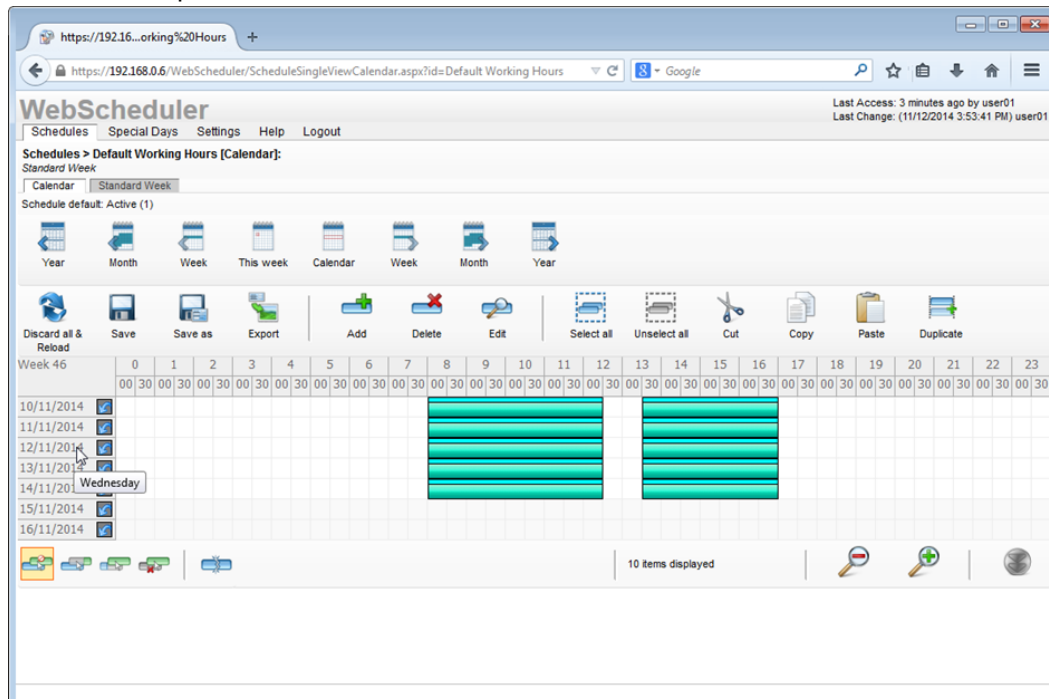 https://192.16...orking%20Hours
https://192.168.0.6/WebScheduler/ScheduleSingleViewCalendar.aspx?id=Default Working Hours
Google
WebScheduler
Last Access: 3 minutes ago by user01
Last Change: (11/12/2014 3:53:41 PM) user01
Schedules Special Days Settings Help Logout
Schedules > Default Working Hours [Calendar]:
Standard Week
Calendar Standard Week
Schedule default: Active (1)
Year Month Week This week Calendar Week Month Year
Discard all & Reload Save Save as Export Add Delete Edit Select all Unselect all Cut Copy Paste Duplicate
Week 46 0 1 2 3 4 5 6 7 8 9 10 11 12 13 14 15 16 17 18 19 20 21 22 23
00 30 00 30 00 30 00 30 00 30 00 30 00 30 00 30 00 30 00 30 00 30 00 30 00 30 00 30 00 30 00 30 00 30 00 30 00 30 00 30 00 30 00 30 00 30 00 30
10/11/2014
11/11/2014
12/11/2014
13/11/2014
Wednesday
14/11/201
15/11/2014
16/11/2014
10 items displayed